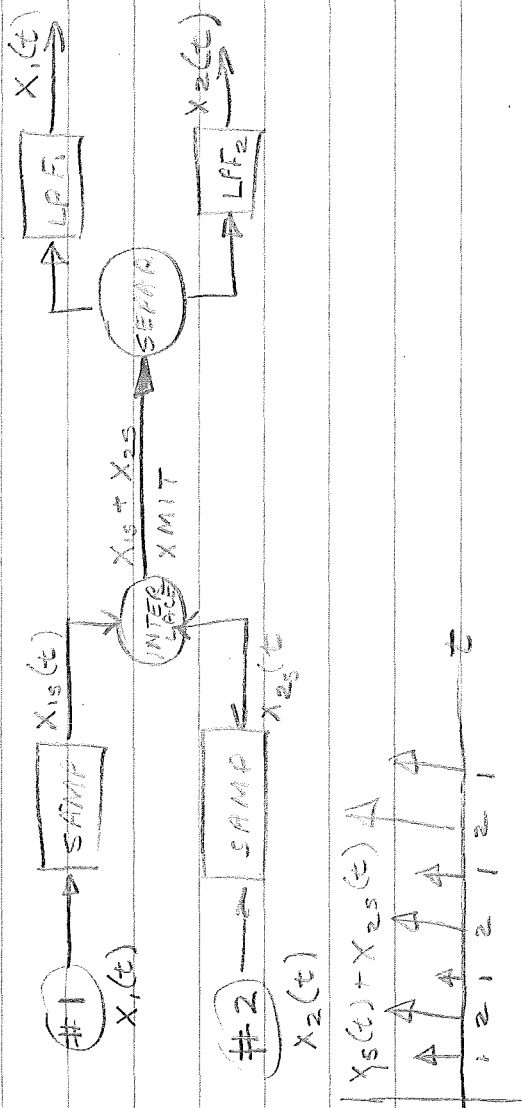 #1
X₁(t)
SAMP
X₁s(t)
#2
X₂(t)
SAMP
X₂s(t
INTER
LACE
X₁s + X₂s
XMIT
SEPAR
LPF₁
X₁(t)
LPF₂
X₂(t)
X₁s(t) + X₂s(t)
1 2 1 2 1 2 1
t